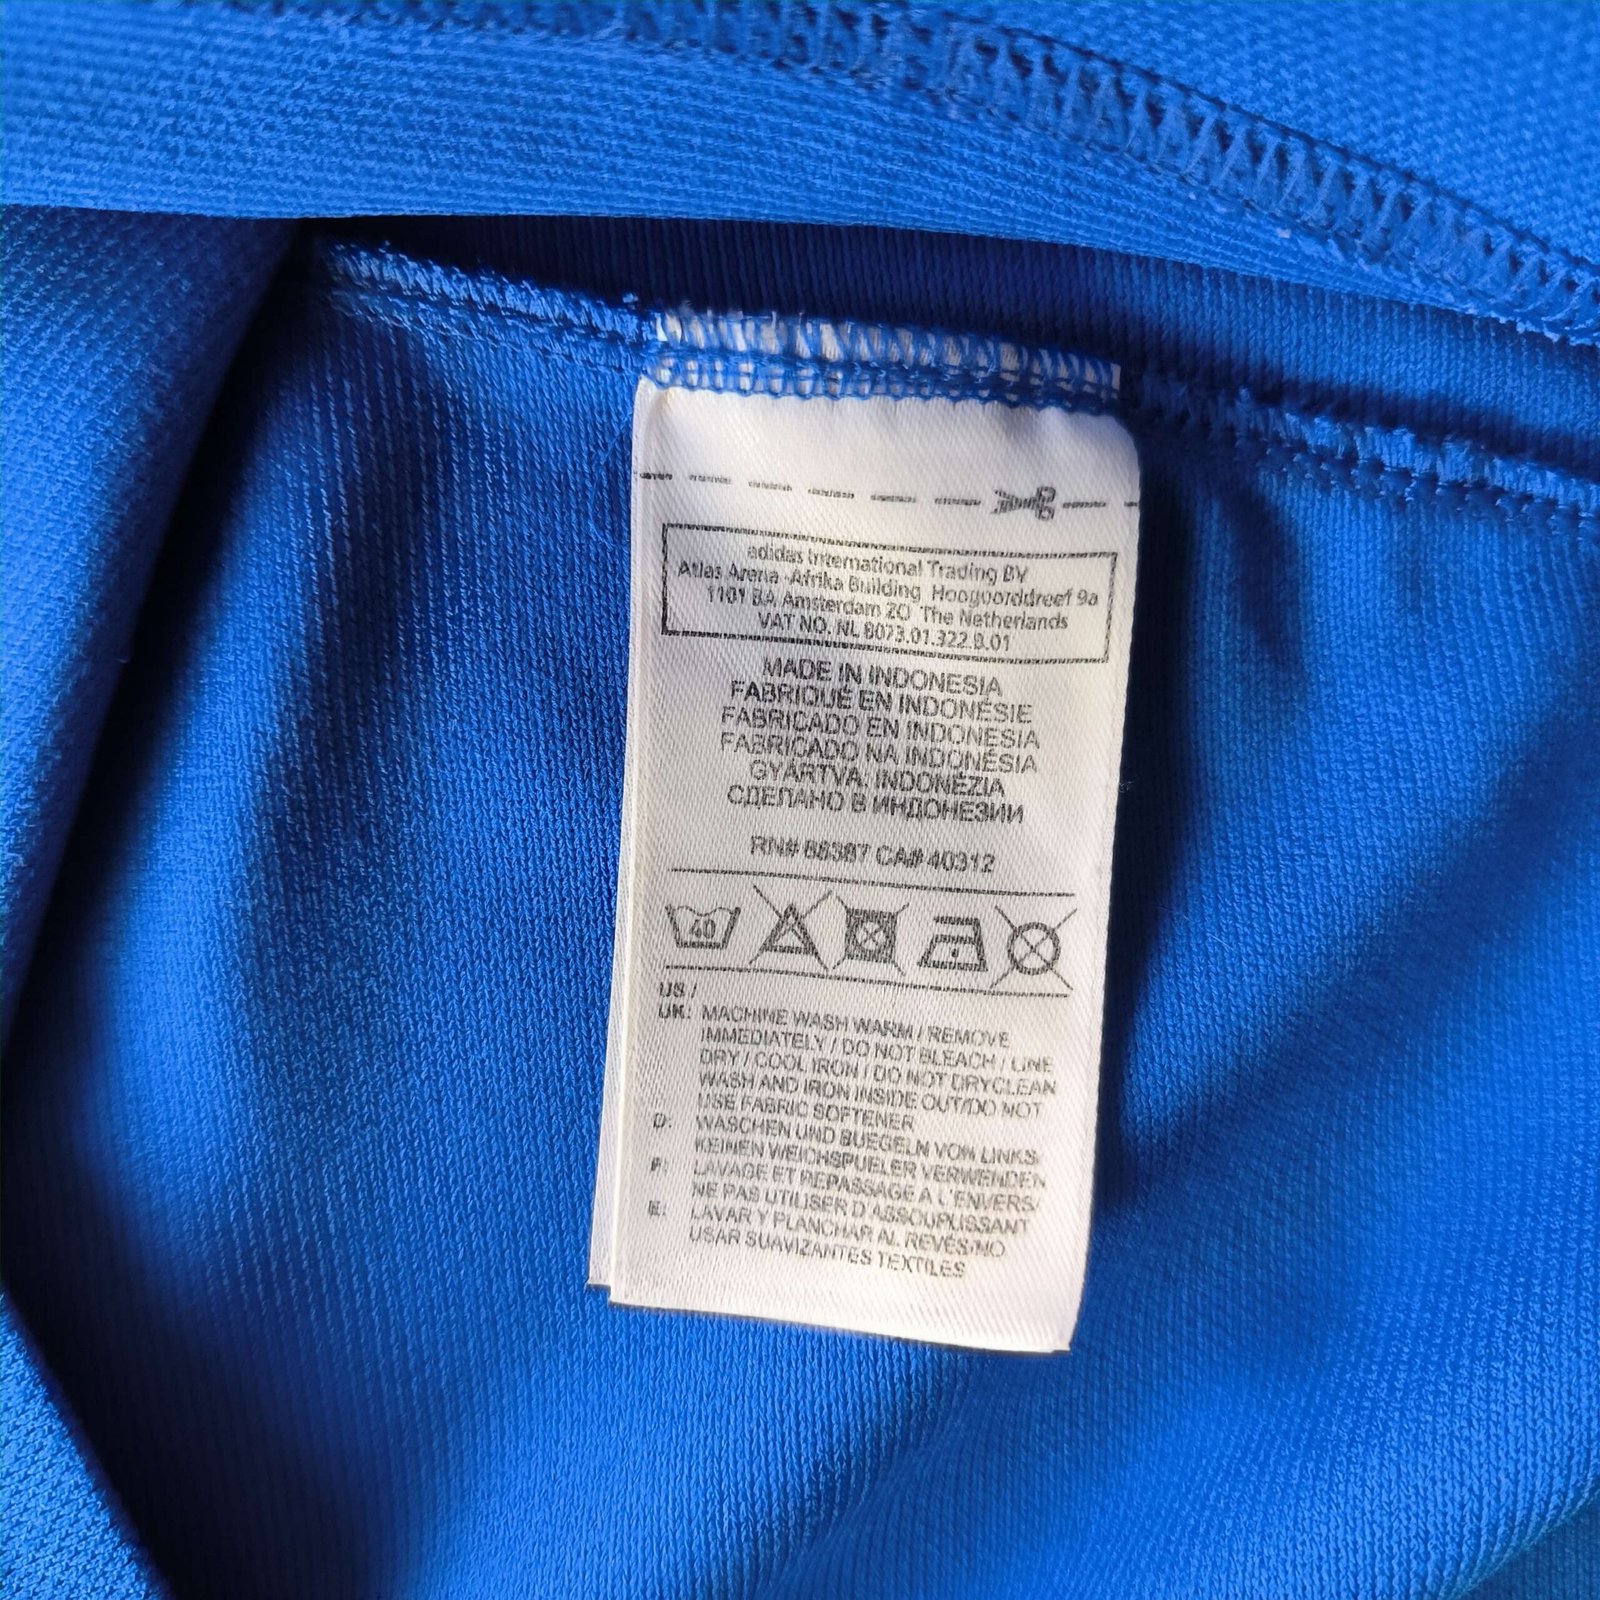 adidas International Trading BV
Atlas Arena -Afrika Building Hoogoorddreef 9a
1101 BA Amsterdam ZO The Netherlands
VAT NO. NL 8073.01.322.B.01
MADE IN INDONESIA
FABRIQUÉ EN INDONÉSIE
FABRICADO EN INDONESIA
FABRICADO NA INDONÉSIA
GYÁRTVA: INDONÉZIA
СДЕЛАНО В ИНДОНЕЗИИ
RN# 88387 CA# 40312
40
US /
UK: MACHINE WASH WARM / REMOVE
IMMEDIATELY / DO NOT BLEACH / LINE
DRY / COOL IRON / DO NOT DRYCLEAN
WASH AND IRON INSIDE OUT/DO NOT
USE FABRIC SOFTENER
D: WASCHEN UND BUEGELN VON LINKS/
KEINEN WEICHSPUELER VERWENDEN
F: LAVAGE ET REPASSAGE A L'ENVERS/
NE PAS UTILISER D'ASSOUPLISSANT
E: LAVAR Y PLANCHAR AL REVÉS/NO
USAR SUAVIZANTES TEXTILES